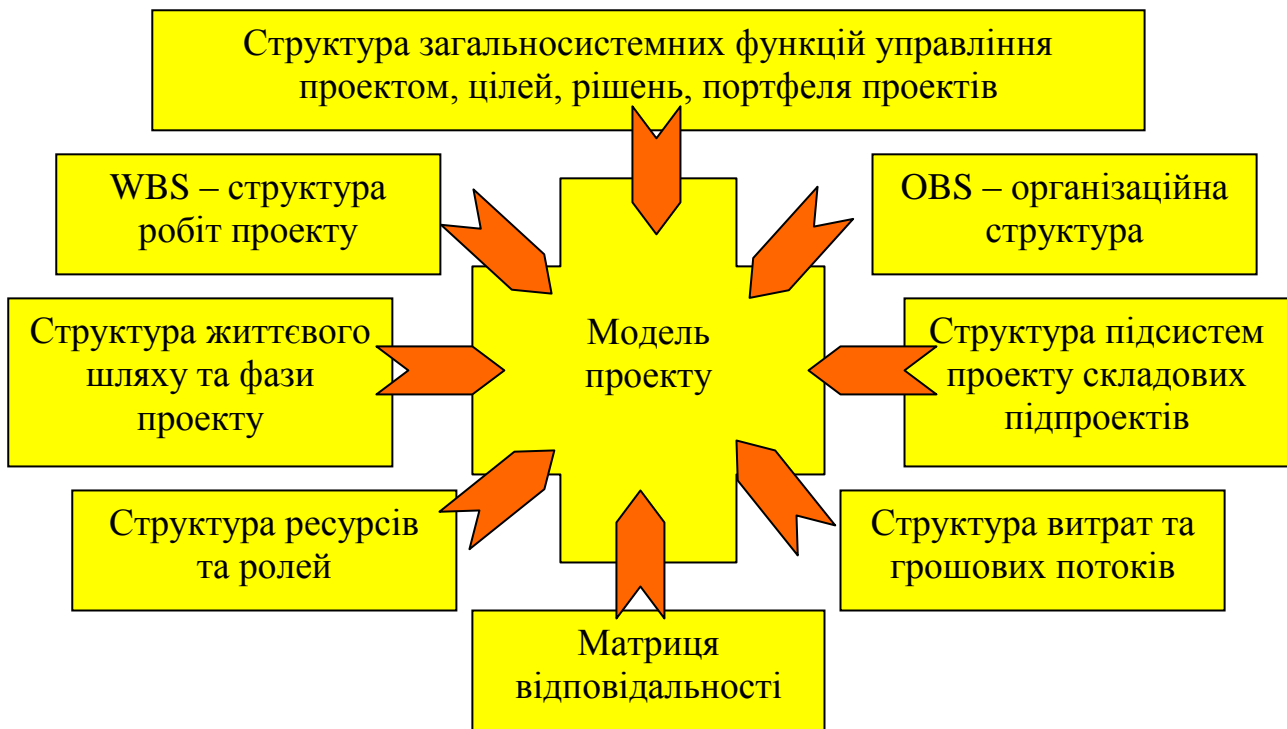 Структура загальносистемних функцій управління
проектом, цілей, рішень, портфеля проектів
WBS – структура
робіт проекту
OBS – організаційна
структура
Структура життєвого
шляху та фази
проекту
Модель
проекту
Структура підсистем
проекту складових
підпроектів
Структура ресурсів
та ролей
Структура витрат та
грошових потоків
Матриця
відповідальності